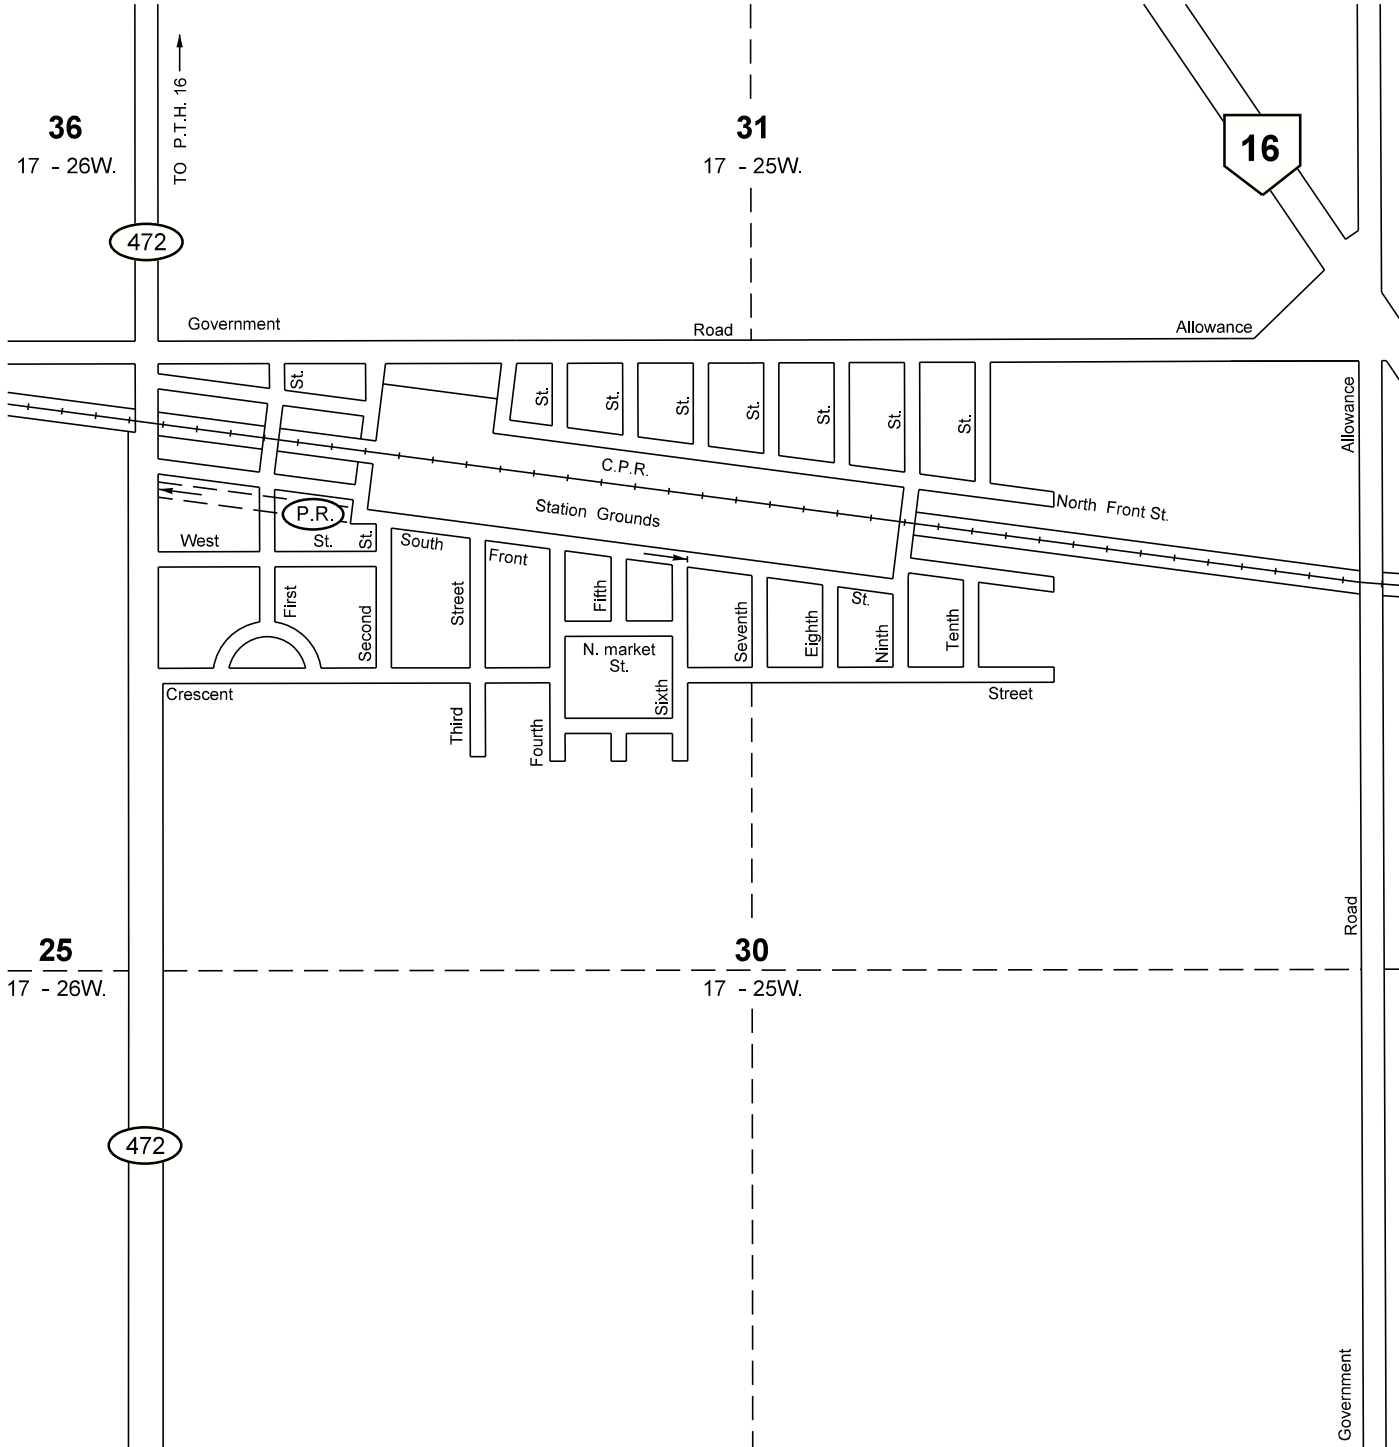 TO P.T.H. 16
36
17 - 26W.
31
17 - 25W.
16
472
Government
Road
Allowance
St.
St.
St.
St.
St.
St.
St.
St.
Allowance
C.P.R.
Station Grounds
North Front St.
P.R.
West
St.
St.
South
Front
St.
First
Second
Street
Fifth
Seventh
Eighth
Ninth
Tenth
N. market
St.
Sixth
Crescent
Street
Third
Fourth
Road
25
17 - 26W.
30
17 - 25W.
472
Government